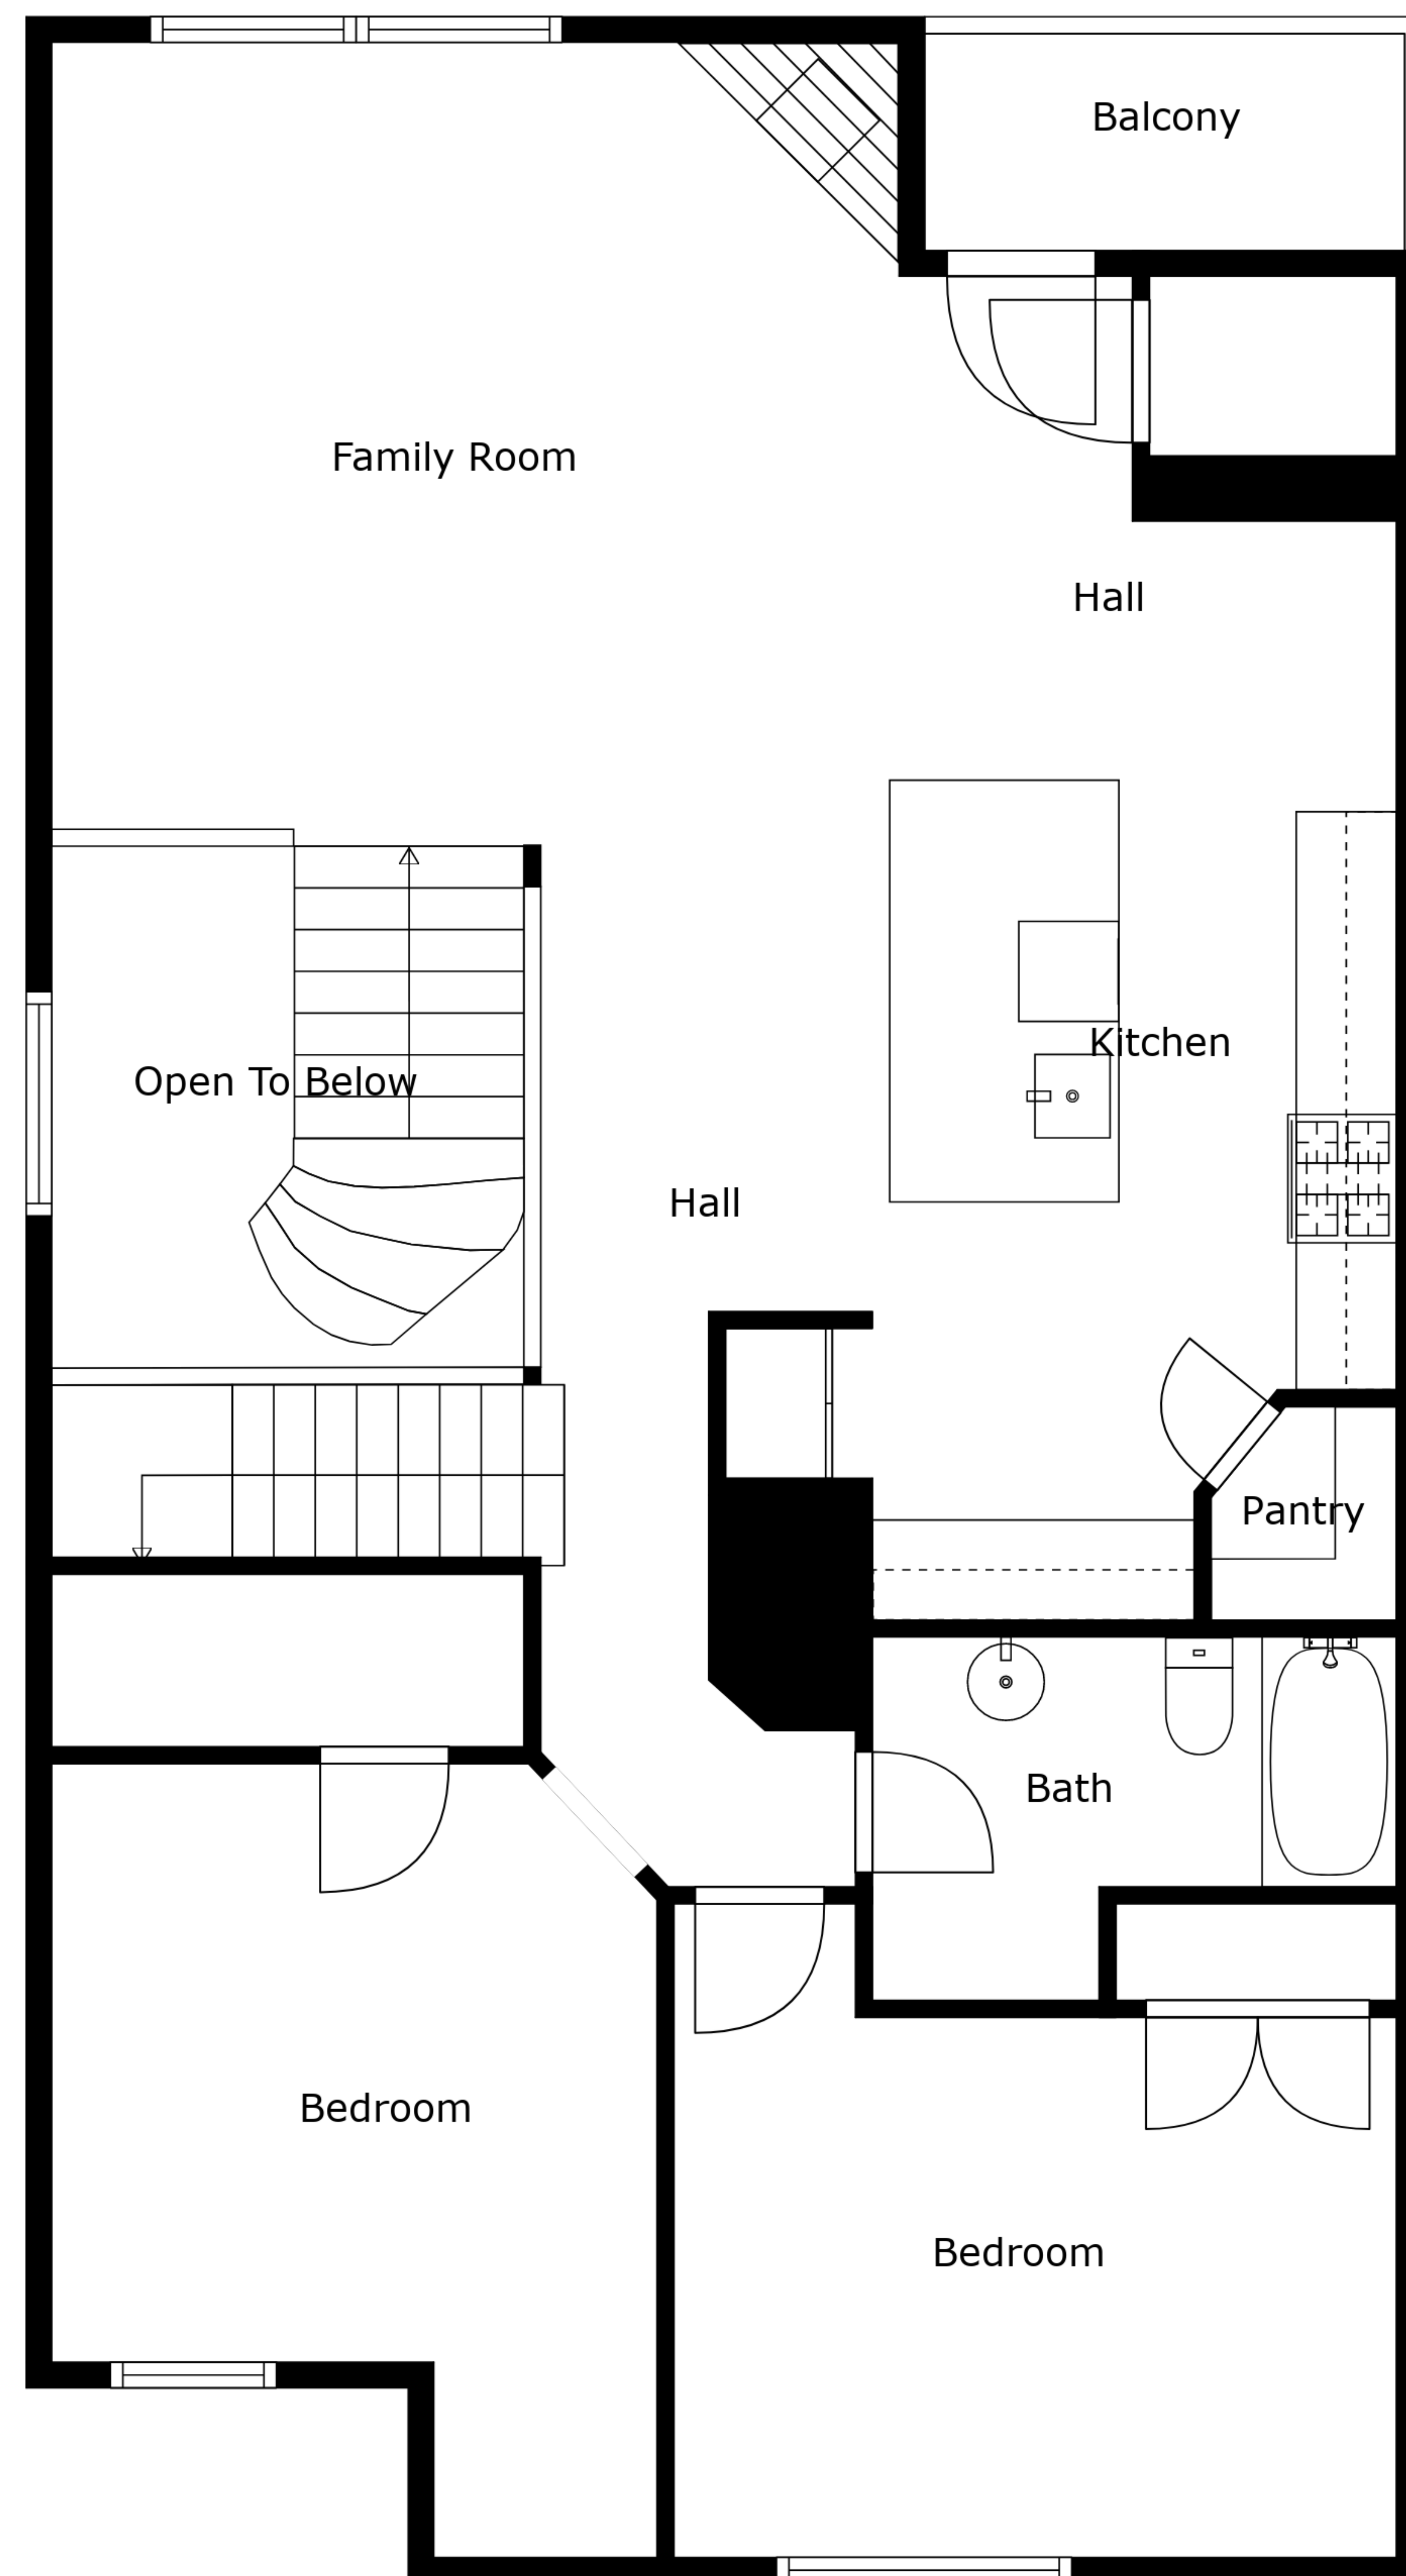 Balcony
Family Room
Hall
Kitchen
Open To Below
Hall
Pantry
Bath
Bedroom
Bedroom